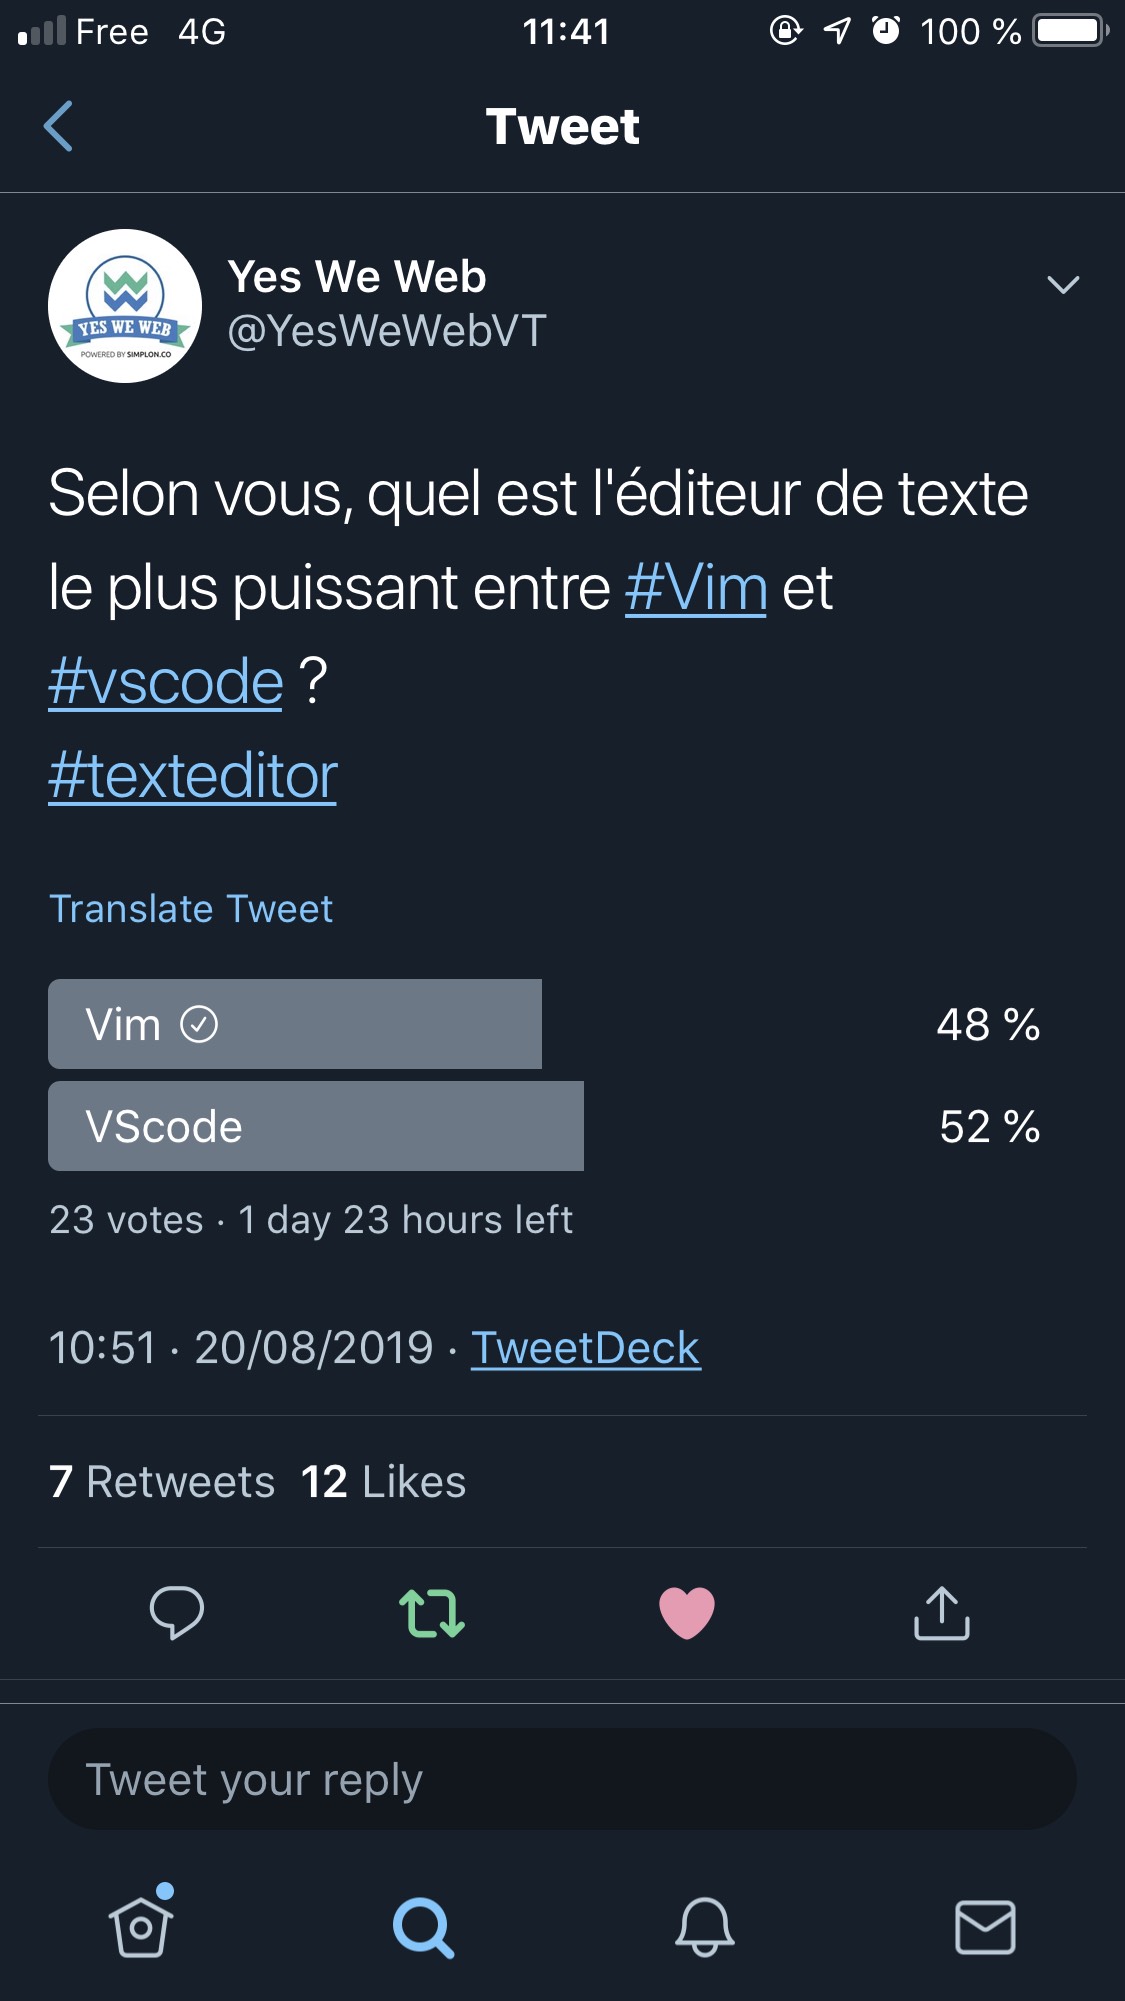 Free 4G 11:41 100 %
Tweet
YES WE WEB
POWERED BY SIMPLON.CO
Yes We Web
@YesWeWebVT
Selon vous, quel est l'éditeur de texte
le plus puissant entre #Vim et
#vscode ?
#texteditor
Translate Tweet
Vim 48 %
VScode 52 %
23 votes · 1 day 23 hours left
10:51 · 20/08/2019 · TweetDeck
7 Retweets 12 Likes
Tweet your reply